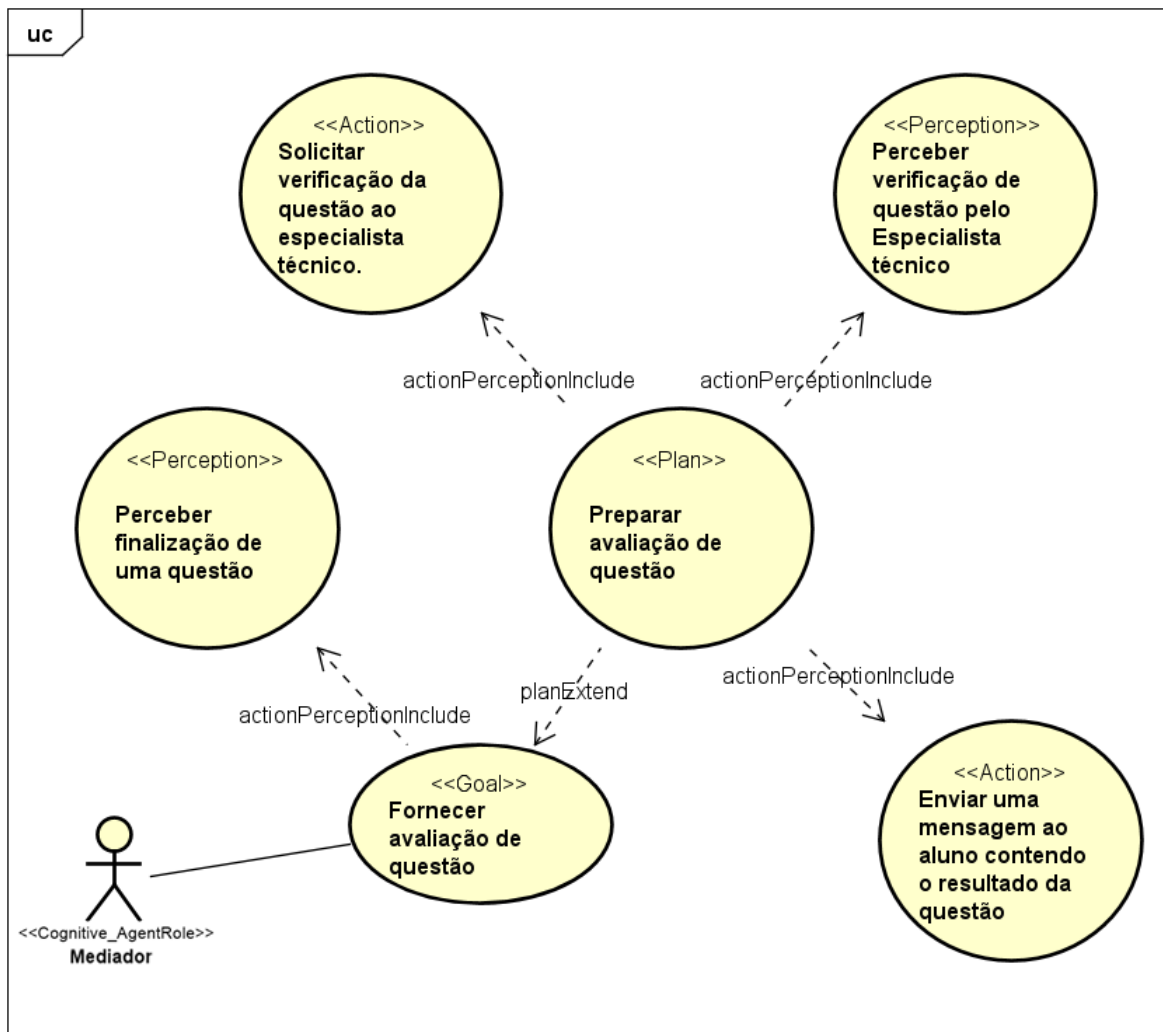 uc
<<Action>>
Solicitar
verificação da
questão ao
especialista
técnico.
<<Perception>>
Perceber
verificação de
questão pelo
Especialista
técnico
actionPerceptionInclude
actionPerceptionInclude
<<Perception>>
Perceber
finalização de
uma questão
<<Plan>>
Preparar
avaliação de
questão
actionPerceptionInclude
planExtend
actionPerceptionInclude
<<Goal>>
Fornecer
avaliação de
questão
<<Action>>
Enviar uma
mensagem ao
aluno contendo
o resultado da
questão
<<Cognitive_AgentRole>>
Mediador